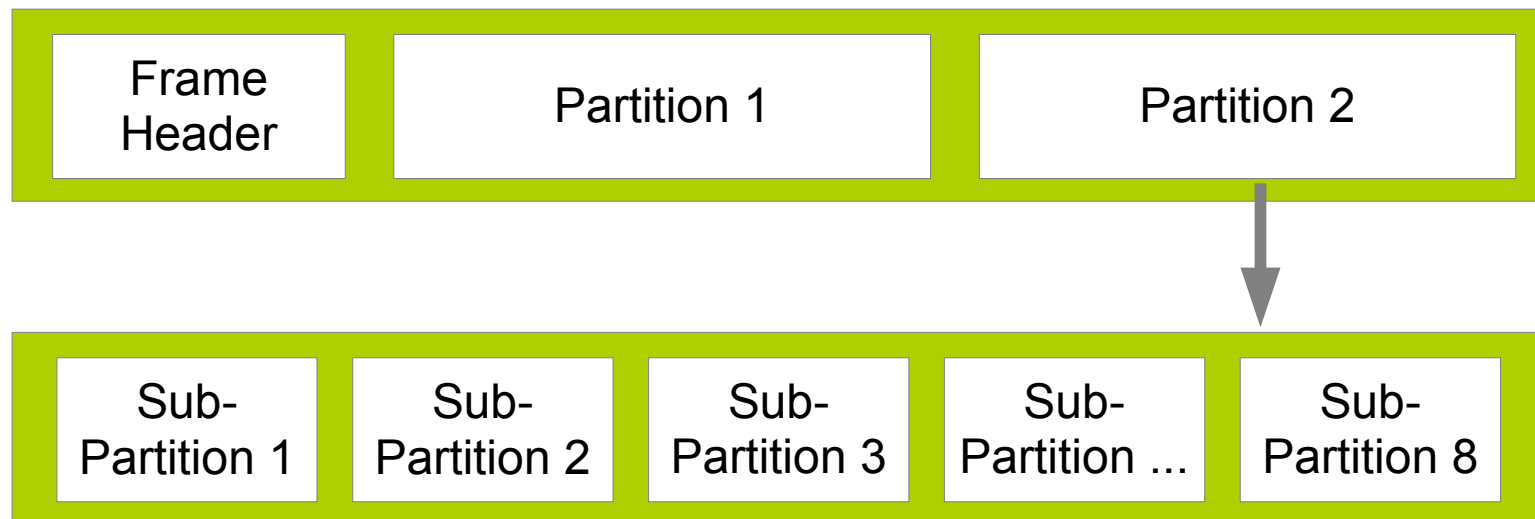 Frame
Header
Partition 1
Partition 2
Sub-
Partition 1
Sub-
Partition 2
Sub-
Partition 3
Sub-
Partition ...
Sub-
Partition 8